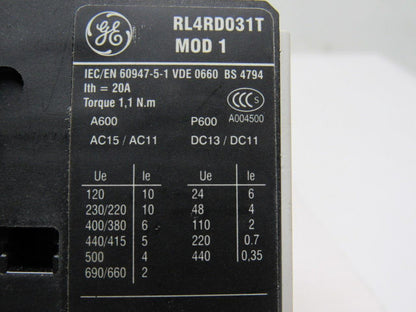 GE RL4RD031T
MOD 1
IEC/EN 60947-5-1 VDE 0660 BS 4794
Ith = 20A
Torque 1,1 N.m
CCC S
A600 P600 A004500
AC15 / AC11 DC13 / DC11
Ue Ie Ue Ie
120 10 24 6
230/220 10 48 4
400/380 6 110 2
440/415 5 220 0.7
500 4 440 0,35
690/660 2